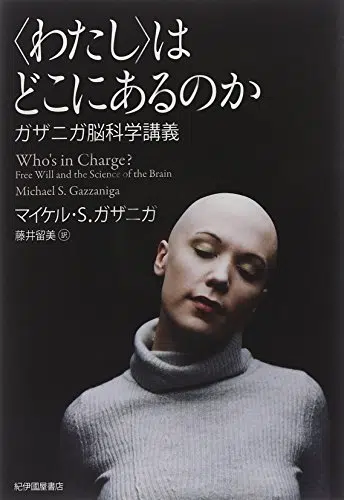 〈わたし〉は
どこにあるのか
ガザニガ脳科学講義
Who's in Charge?
Free Will and the Science of the Brain
Michael S. Gazzaniga
マイケル・S.ガザニガ
藤井留美 訳
紀伊國屋書店